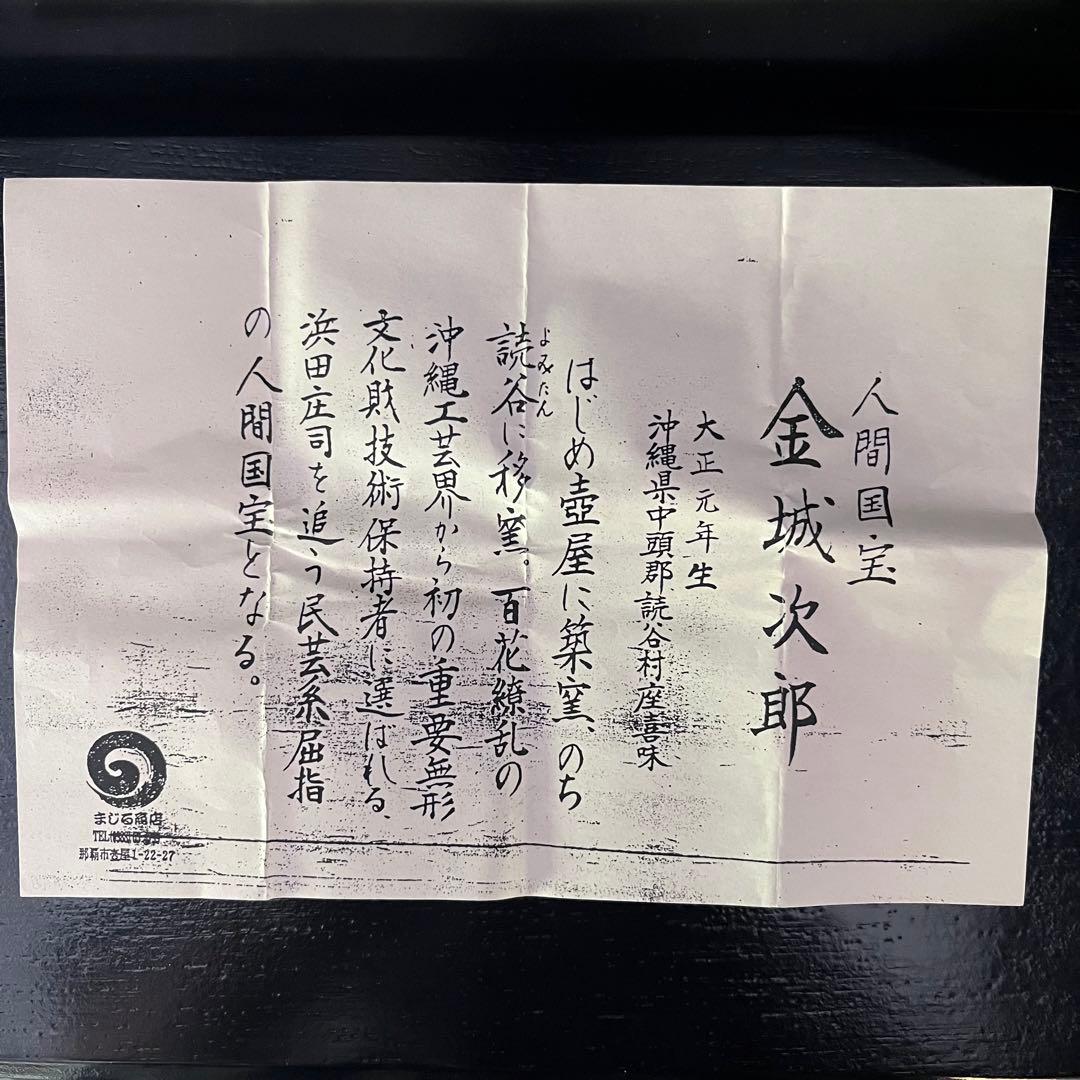 人間国宝
金城次郎
大正元年生
沖縄県中頭郡読谷村座喜味
はじめ壺屋に築窯、のち
読谷に移窯。百花繚乱の
よみたん
沖縄工芸界から初の重要無形
文化財技術保持者に選ばれる、
浜田庄司を追う民芸系屈指
の人間国宝となる。
まじる商店
TEL
那覇市壺屋1-22-27